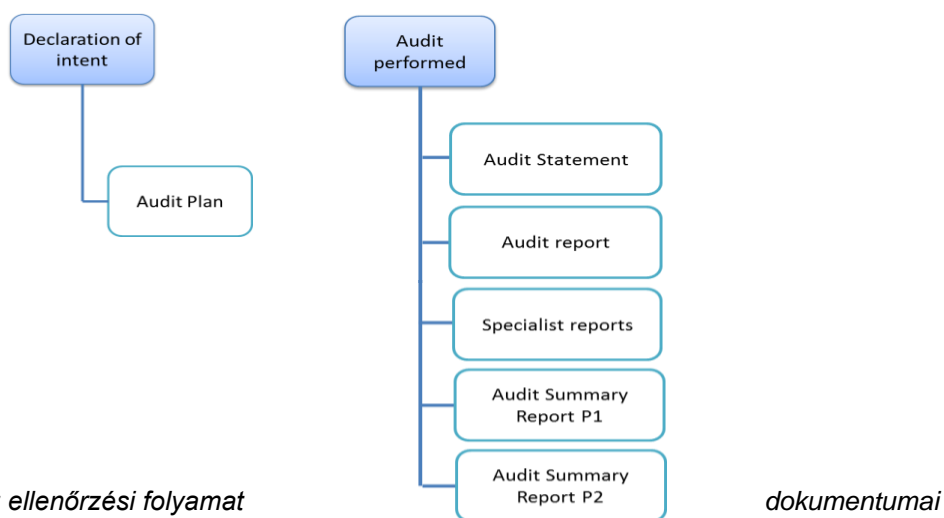 Declaration of
intent
Audit Plan
Audit
performed
Audit Statement
Audit report
Specialist reports
Audit Summary
Report P1
Audit Summary
Report P2
ellenőrzési folyamat dokumentumai